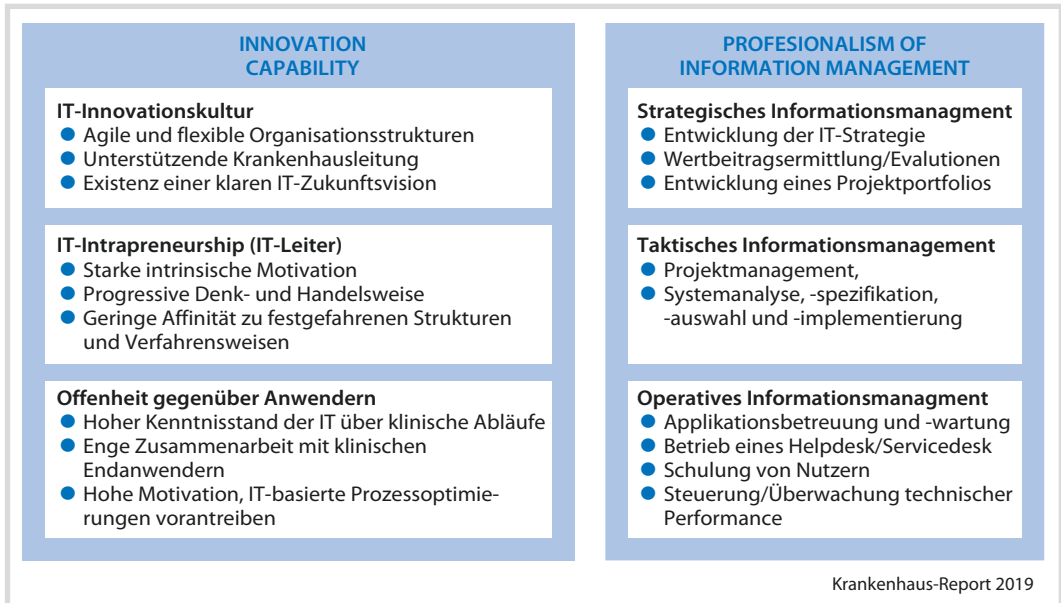 INNOVATION
CAPABILITY
IT-Innovationskultur
● Agile und flexible Organisationsstrukturen
● Unterstützende Krankenhausleitung
● Existenz einer klaren IT-Zukunftsvision
IT-Intrapreneurship (IT-Leiter)
● Starke intrinsische Motivation
● Progressive Denk- und Handelsweise
● Geringe Affinität zu festgefahrenen Strukturen
und Verfahrensweisen
Offenheit gegenüber Anwendern
● Hoher Kenntnisstand der IT über klinische Abläufe
● Enge Zusammenarbeit mit klinischen
Endanwendern
● Hohe Motivation, IT-basierte Prozessoptimie-
rungen vorantreiben
PROFESIONALISM OF
INFORMATION MANAGEMENT
Strategisches Informationsmanagment
● Entwicklung der IT-Strategie
● Wertbeitragsermittlung/Evalutionen
● Entwicklung eines Projektportfolios
Taktisches Informationsmanagement
● Projektmanagement,
● Systemanalyse, -spezifikation,
-auswahl und -implementierung
Operatives Informationsmanagment
● Applikationsbetreuung und -wartung
● Betrieb eines Helpdesk/Servicedesk
● Schulung von Nutzern
● Steuerung/Überwachung technischer
Performance
Krankenhaus-Report 2019